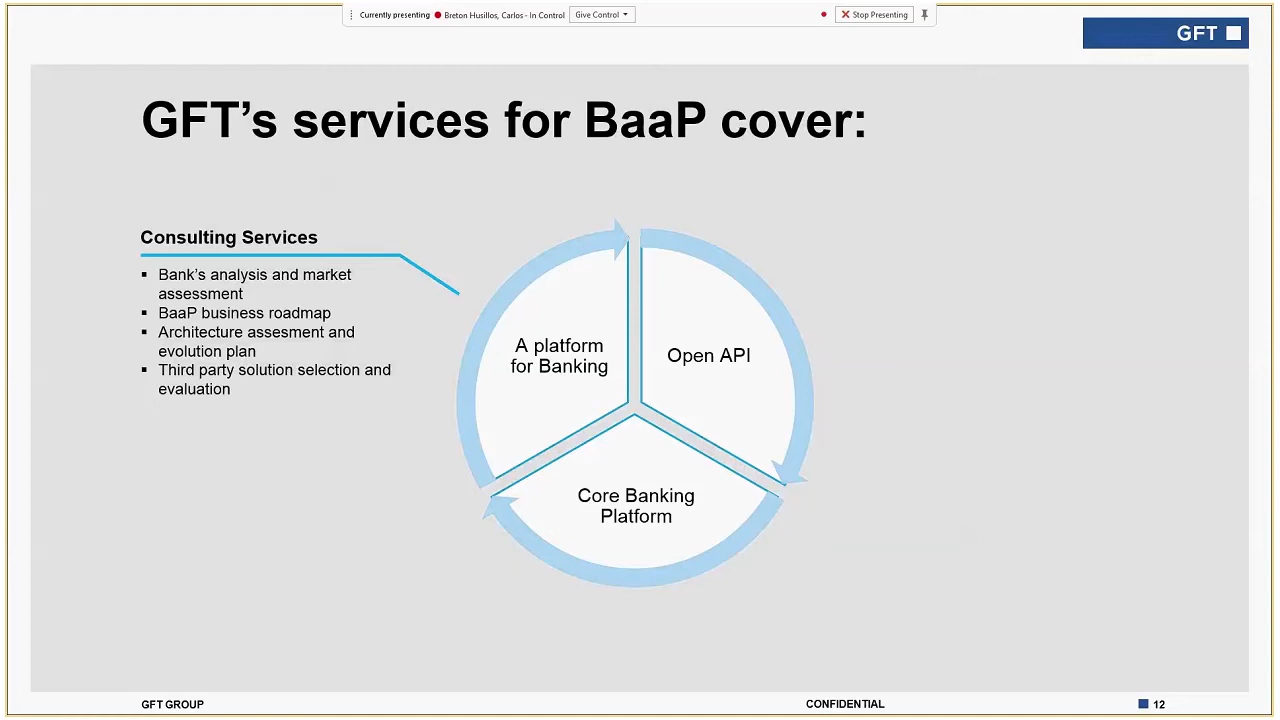 Currently presenting Breton Husillos, Carlos - In Control Give Control Stop Presenting
GFT
GFT’s services for BaaP cover:
Consulting Services
▪ Bank’s analysis and market
assessment
▪ BaaP business roadmap
▪ Architecture assesment and
evolution plan
▪ Third party solution selection and
evaluation
A platform
for Banking
Open API
Core Banking
Platform
GFT GROUP
CONFIDENTIAL
12